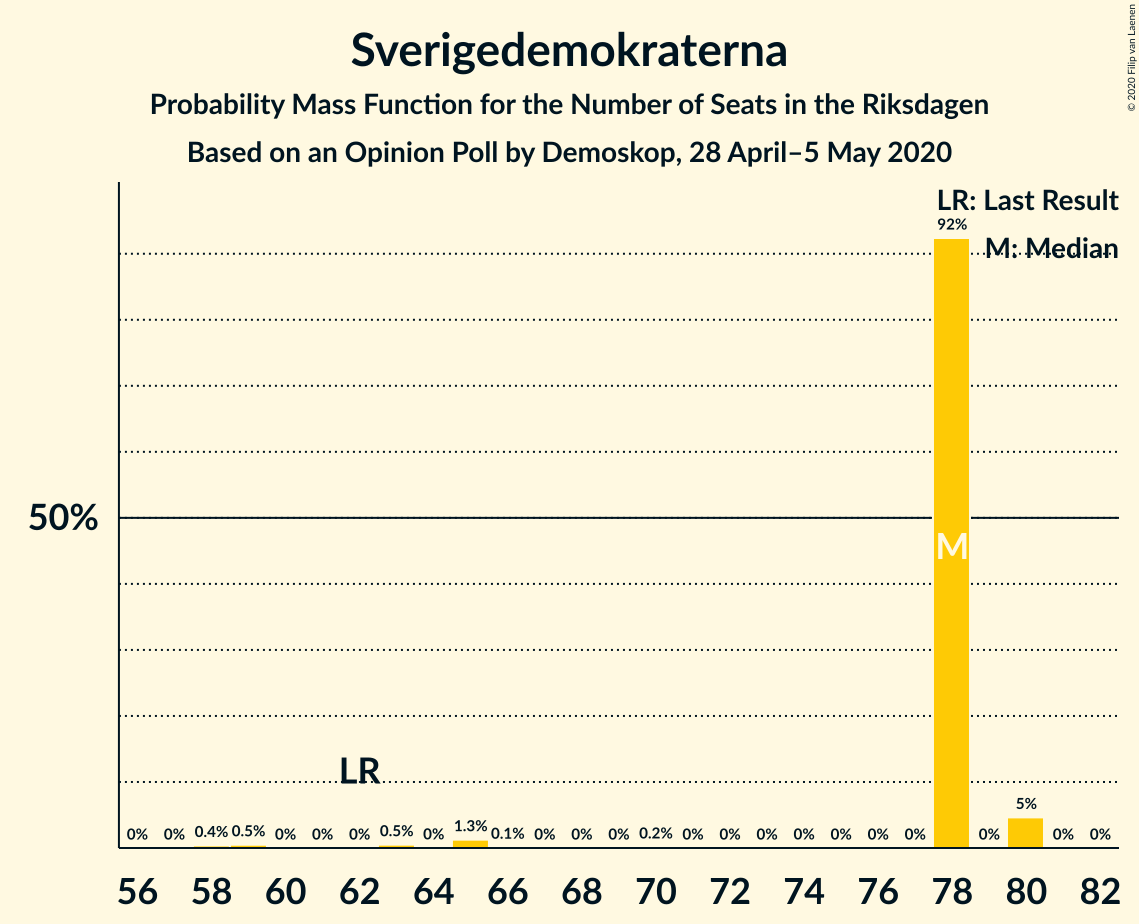 Sverigedemokraterna
Probability Mass Function for the Number of Seats in the Riksdagen
Based on an Opinion Poll by Demoskop, 28 April–5 May 2020
© 2020 Filip van Laenen
LR: Last Result
M: Median
50%
92%
M
LR
0% 0% 0.4% 0.5% 0% 0% 0% 0.5% 0% 1.3% 0.1% 0% 0% 0% 0.2% 0% 0% 0% 0% 0% 0% 0% 0% 5% 0% 0%
56 58 60 62 64 66 68 70 72 74 76 78 80 82